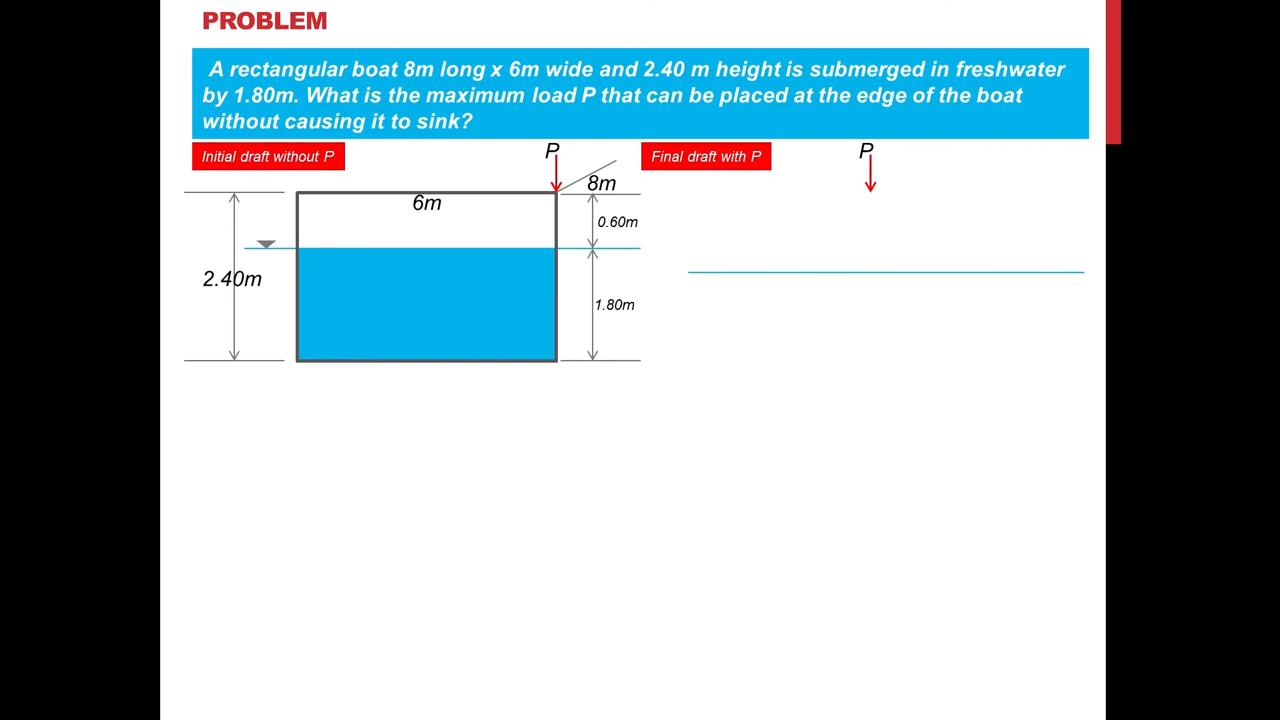 PROBLEM
A rectangular boat 8m long x 6m wide and 2.40 m height is submerged in freshwater
by 1.80m. What is the maximum load P that can be placed at the edge of the boat
without causing it to sink?
Initial draft without P
P
Final draft with P
P
8m
6m
0.60m
2.40m
1.80m